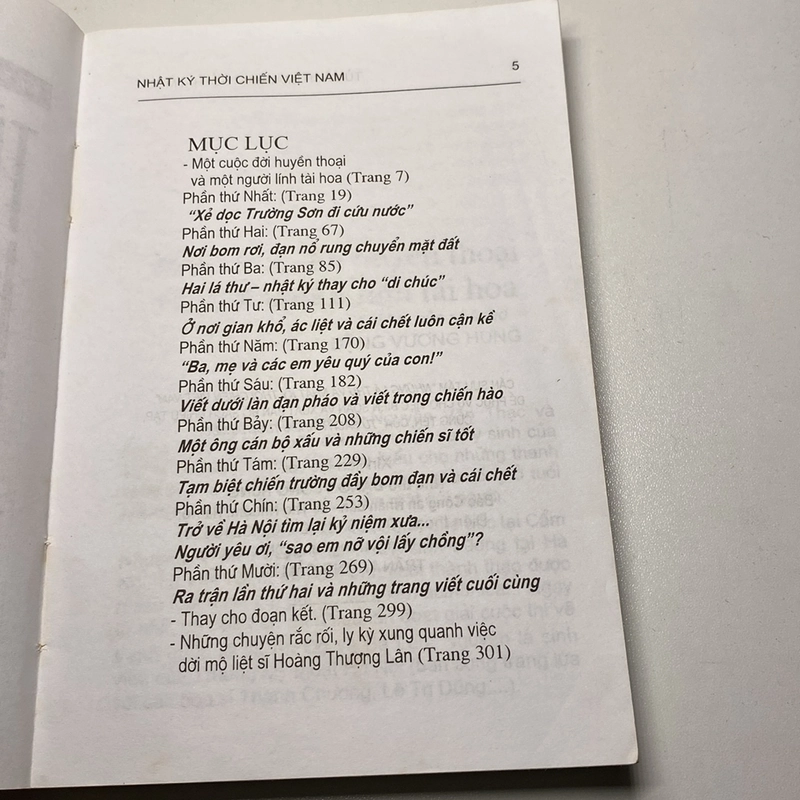 NHẬT KÝ THỜI CHIẾN VIỆT NAM
5
MỤC LỤC
- Một cuộc đời huyền thoại
và một người lính tài hoa (Trang 7)
Phần thứ Nhất: (Trang 19)
“Xẻ dọc Trường Sơn đi cứu nước”
Phần thứ Hai: (Trang 67)
Nơi bom rơi, đạn nổ rung chuyển mặt đất
Phần thứ Ba: (Trang 85)
Hai lá thư – nhật ký thay cho “di chúc”
Phần thứ Tư: (Trang 111)
Ở nơi gian khổ, ác liệt và cái chết luôn cận kề
Phần thứ Năm: (Trang 170)
“Ba, mẹ và các em yêu quý của con!”
Phần thứ Sáu: (Trang 182)
Viết dưới làn đạn pháo và viết trong chiến hào
Phần thứ Bảy: (Trang 208)
Một ông cán bộ xấu và những chiến sĩ tốt
Phần thứ Tám: (Trang 229)
Tạm biệt chiến trường đầy bom đạn và cái chết
Phần thứ Chín: (Trang 253)
Trở về Hà Nội tìm lại kỷ niệm xưa...
Người yêu ơi, “sao em nỡ vội lấy chồng”?
Phần thứ Mười: (Trang 269)
Ra trận lần thứ hai và những trang viết cuối cùng
- Thay cho đoạn kết. (Trang 299)
- Những chuyện rắc rối, ly kỳ xung quanh việc
dời mộ liệt sĩ Hoàng Thượng Lân (Trang 301)